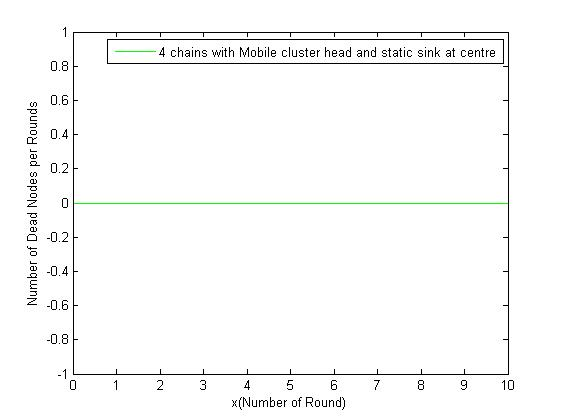 4 chains with Mobile cluster head and static sink at centre
1
0.8
0.6
0.4
0.2
0
-0.2
-0.4
-0.6
-0.8
-1
Number of Dead Nodes per Rounds
0 1 2 3 4 5 6 7 8 9 10
x(Number of Round)